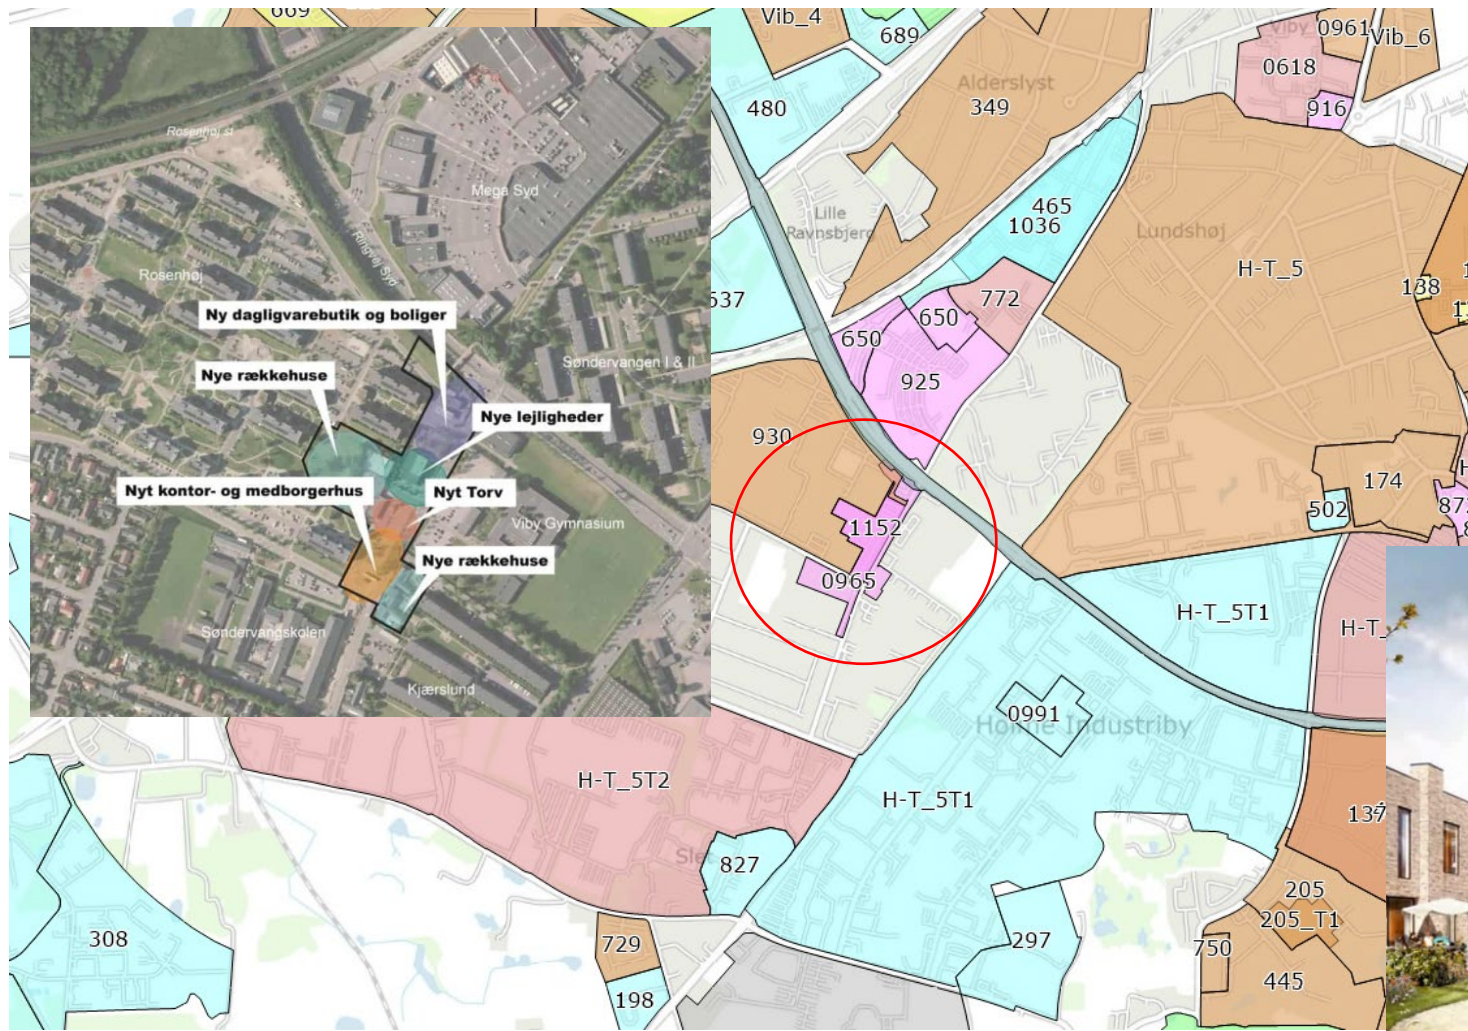 669
Vib_4
689
Viby
0961
Vib_6
0618
916
480
Alderslyst
349
465
1036
Lille
Ravnsbjerg
Lundshøj
H-T_5
138
772
537
650
650
925
930
174
502
1152
0965
H-T_5T1
0991
Holme Industriby
H-T_5T2
H-T_5T1
137
Slet
827
205
205_T1
308
729
297
750
445
198
Rosenhøj st
Mega Syd
Ringvej Syd
Rosenhøj
Ny dagligvarebutik og boliger
Søndervangen I & II
Nye rækkehuse
Nye lejligheder
Nyt kontor- og medborgerhus
Nyt Torv
Viby Gymnasium
Nye rækkehuse
Søndervangskolen
Kjærslund